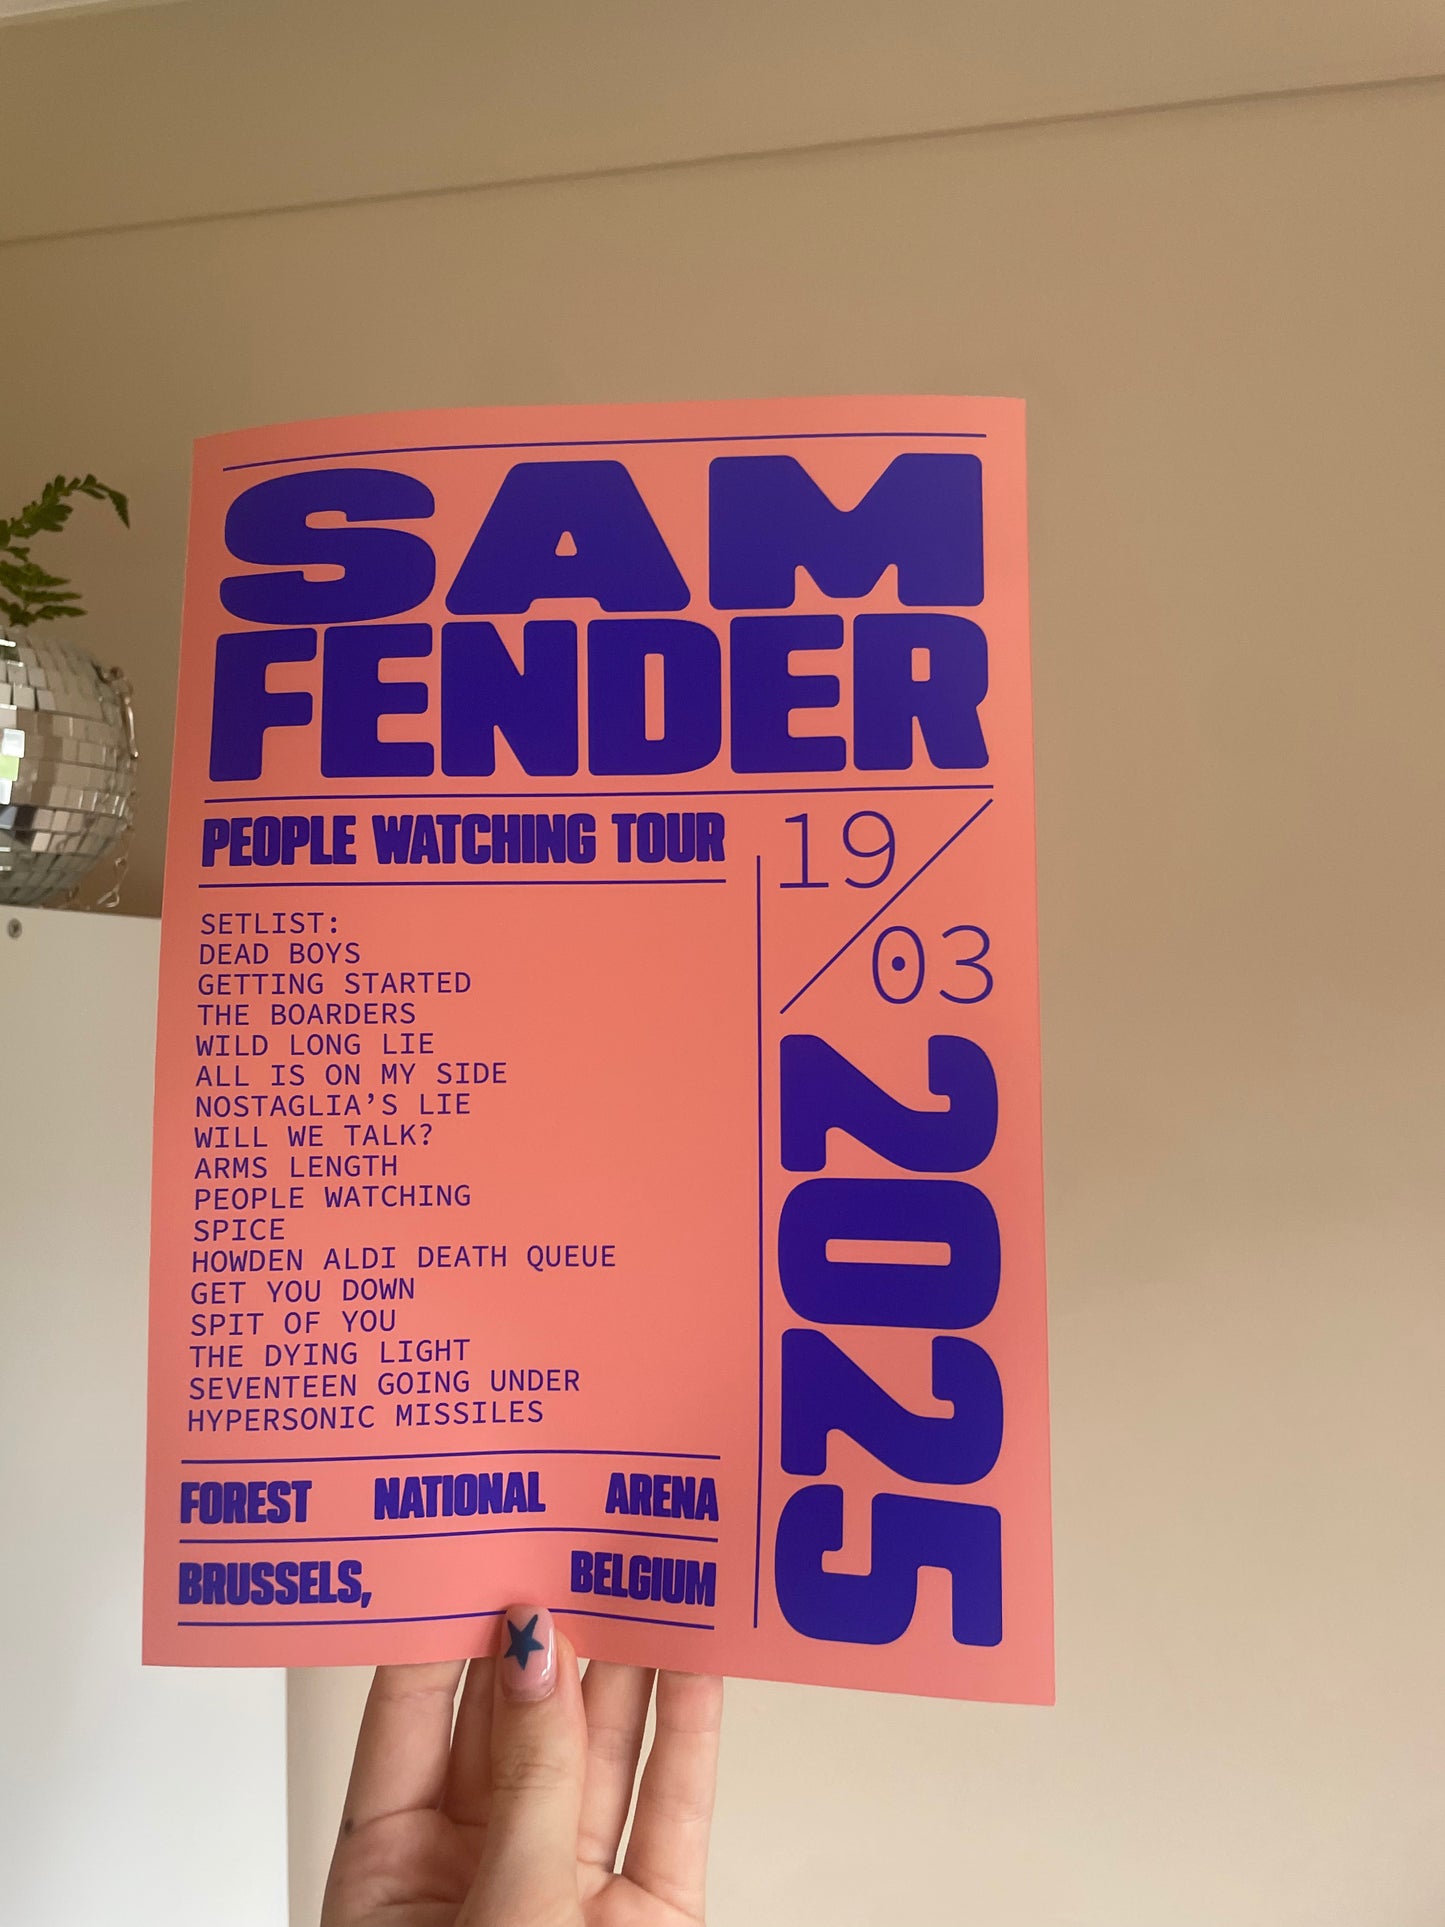 SAM
FENDER
PEOPLE WATCHING TOUR
19
03
2025
SETLIST:
DEAD BOYS
GETTING STARTED
THE BOARDERS
WILD LONG LIE
ALL IS ON MY SIDE
NOSTAGLIA’S LIE
WILL WE TALK?
ARMS LENGTH
PEOPLE WATCHING
SPICE
HOWDEN ALDI DEATH QUEUE
GET YOU DOWN
SPIT OF YOU
THE DYING LIGHT
SEVENTEEN GOING UNDER
HYPERSONIC MISSILES
FOREST NATIONAL ARENA
BRUSSELS, BELGIUM